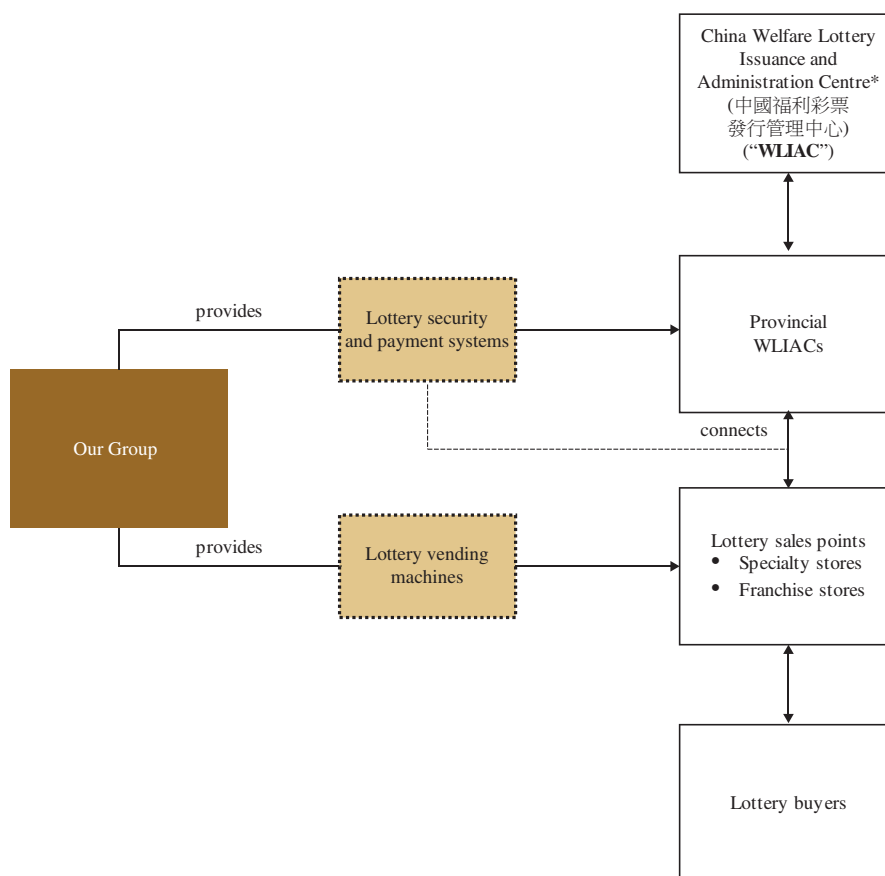 China Welfare Lottery
Issuance and
Administration Centre*
(中國福利彩票
發行管理中心)
(“WLIAC”)
provides
Lottery security
and payment systems
Provincial
WLIACs
Our Group
connects
provides
Lottery vending
machines
Lottery sales points
• Specialty stores
• Franchise stores
Lottery buyers